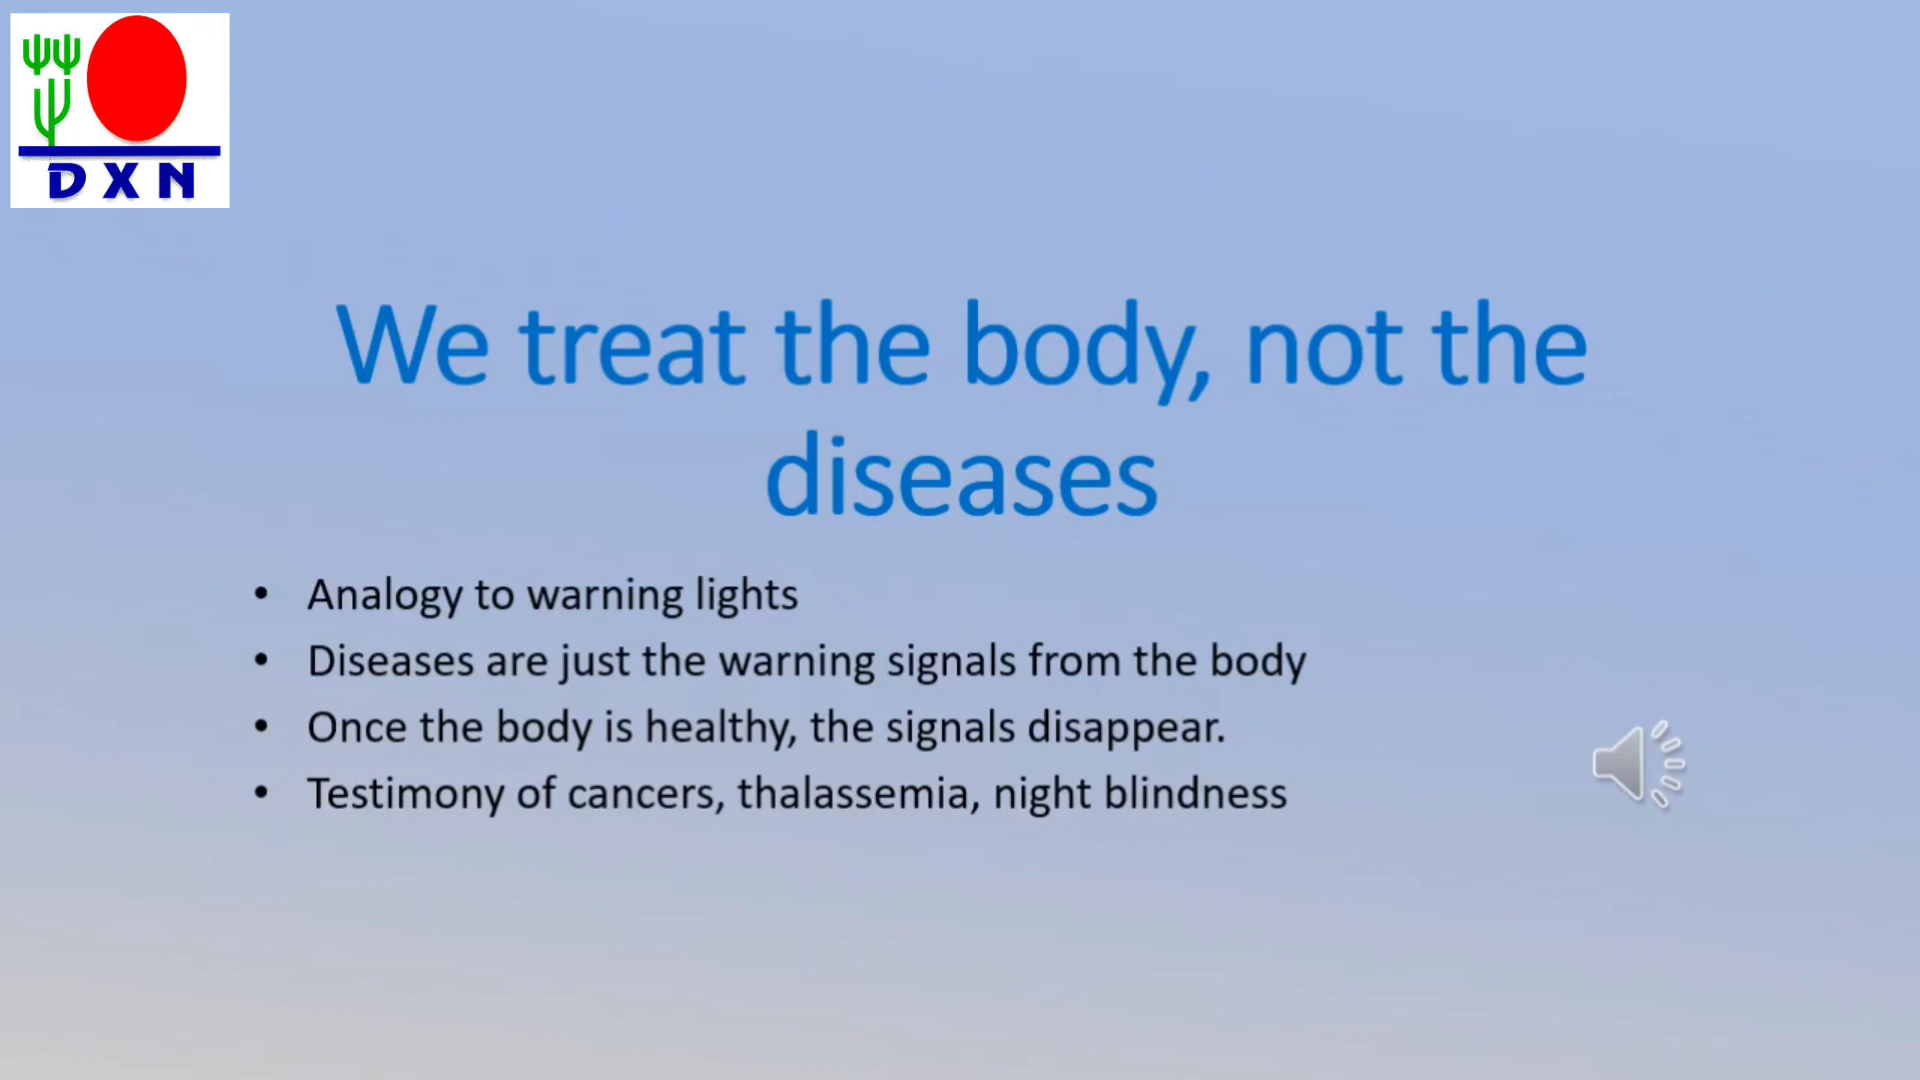 DXN
We treat the body, not the
diseases
• Analogy to warning lights
• Diseases are just the warning signals from the body
• Once the body is healthy, the signals disappear.
• Testimony of cancers, thalassemia, night blindness